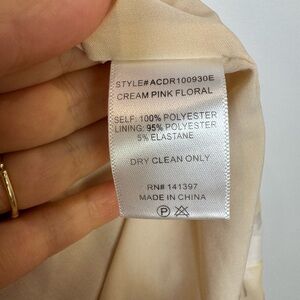 STYLE#ACDR100930E
CREAM PINK FLORAL
SELF: 100% POLYESTER
LINING: 95% POLYESTER
5% ELASTANE
DRY CLEAN ONLY
RN# 141397
MADE IN CHINA
P